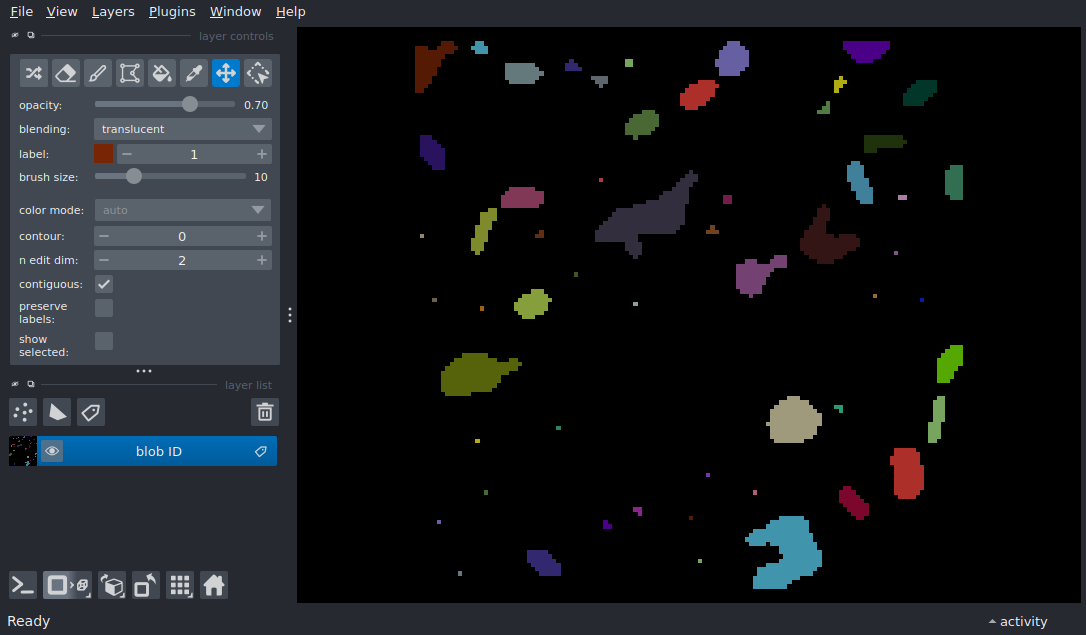 File View Layers Plugins Window Help
layer controls
opacity: 0.70
blending: translucent
label: 1
brush size: 10
color mode: auto
contour: 0
n edit dim: 2
contiguous:
preserve
labels:
show
selected:
layer list
blob ID
Ready
activity